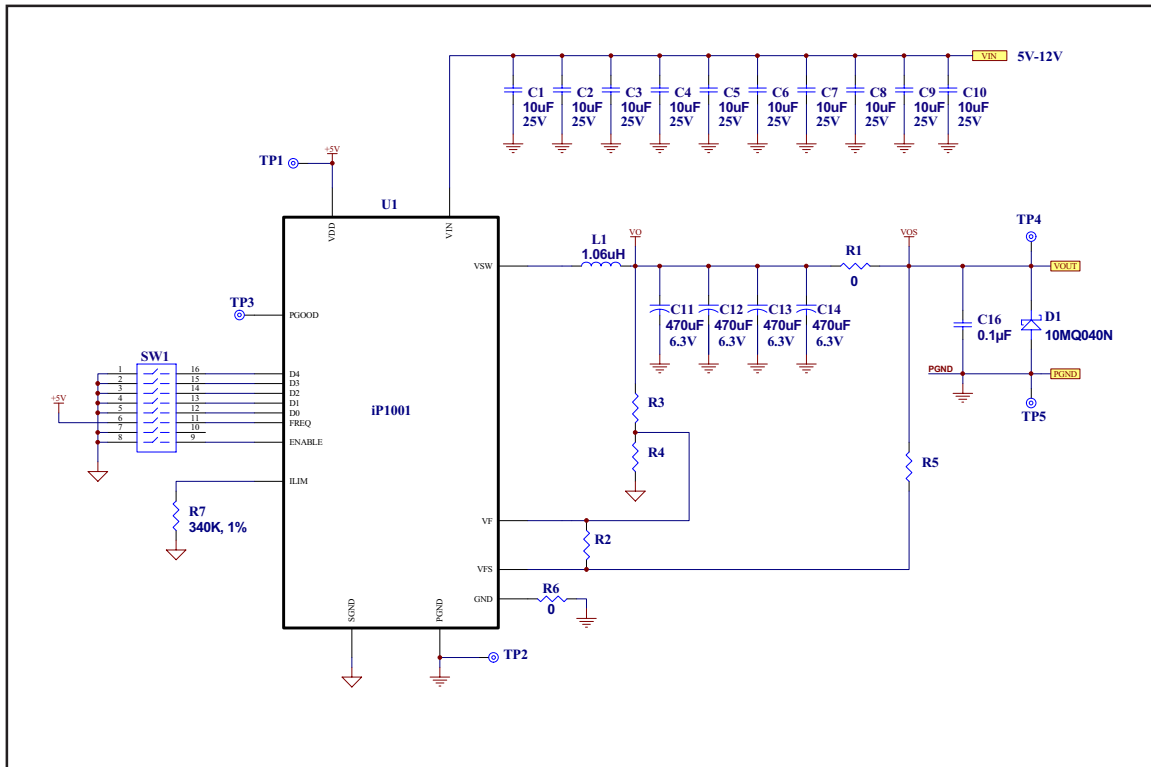 VIN 5V-12V
C1 C2 C3 C4 C5 C6 C7 C8 C9 C10
10uF 10uF 10uF 10uF 10uF 10uF 10uF 10uF 10uF 10uF
25V 25V 25V 25V 25V 25V 25V 25V 25V 25V
+5V
TP1
U1
VDD
VIN
TP4
L1
1.06uH
VO
R1
0
VOS
VSW
VOUT
TP3
PGOOD
C11 C12 C13 C14
470uF 470uF 470uF 470uF
6.3V 6.3V 6.3V 6.3V
C16
0.1µF
D1
10MQ040N
SW1
PGND
PGND
TP5
+5V
1 16 D4
2 15 D3
3 14 D2
4 13 D1
5 12 D0
6 11 FREQ
7 10
8 9 ENABLE
iP1001
R3
R4
R5
ILIM
R7
340K, 1%
VF
R2
VFS
GND
R6
0
SGND
PGND
TP2